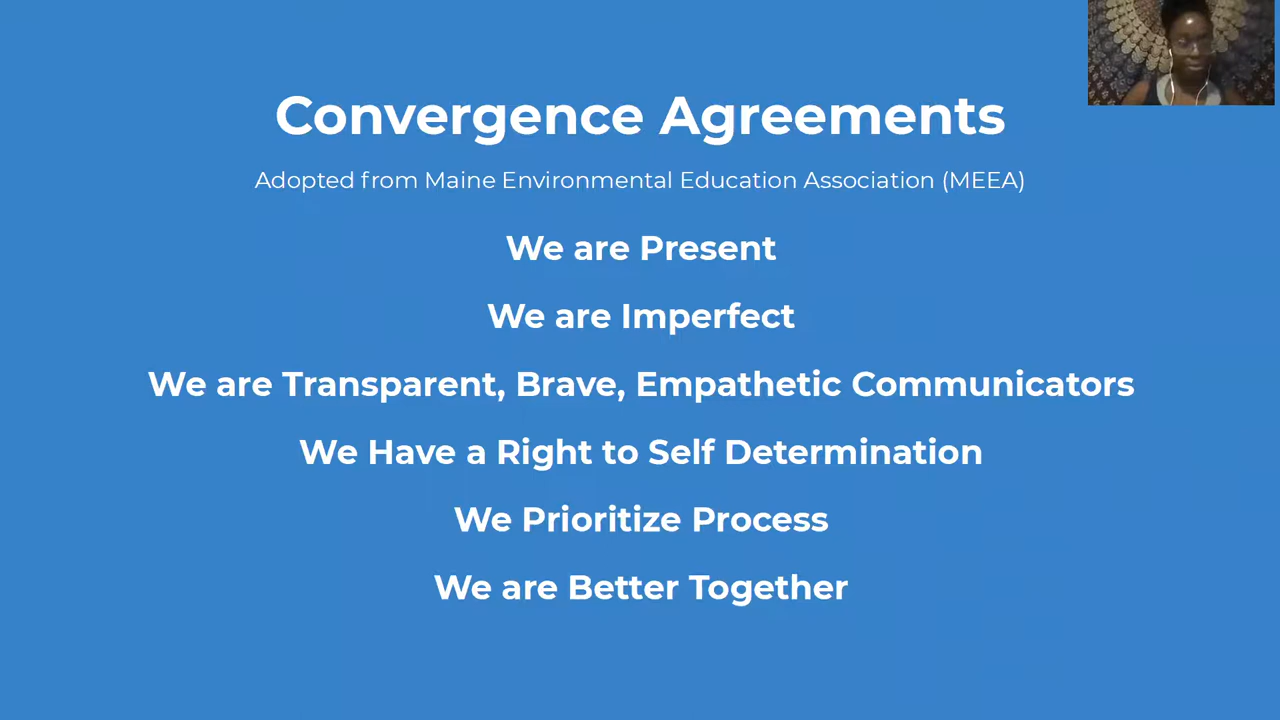 Convergence Agreements
Adopted from Maine Environmental Education Association (MEEA)
We are Present
We are Imperfect
We are Transparent, Brave, Empathetic Communicators
We Have a Right to Self Determination
We Prioritize Process
We are Better Together